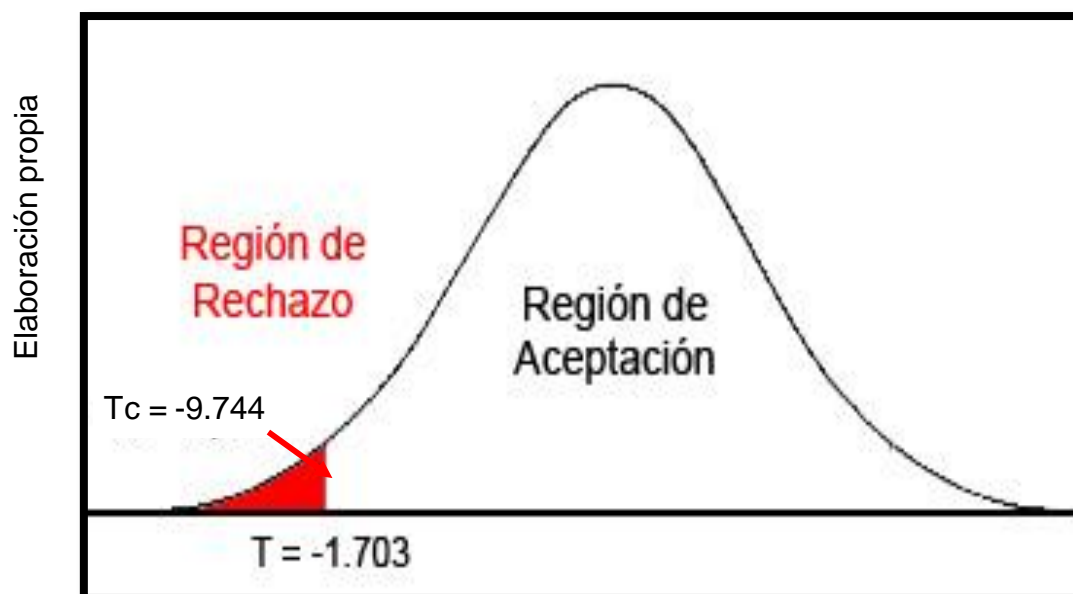 Elaboración propia
Región de
Rechazo
Región de
Aceptación
Tc = -9.744
T = -1.703